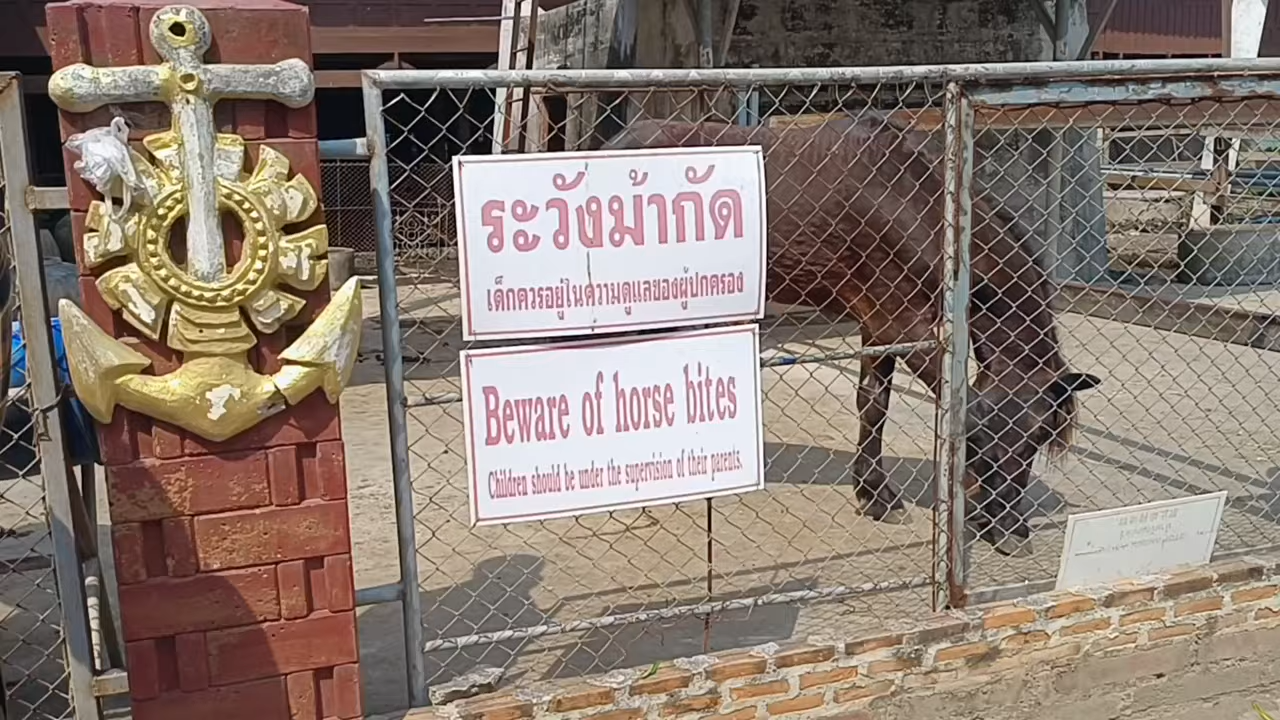 ระวังม้ากัด
เด็กควรอยู่ในความดูแลของผู้ปกครอง
Beware of horse bites
Children should be under the supervision of their parents.